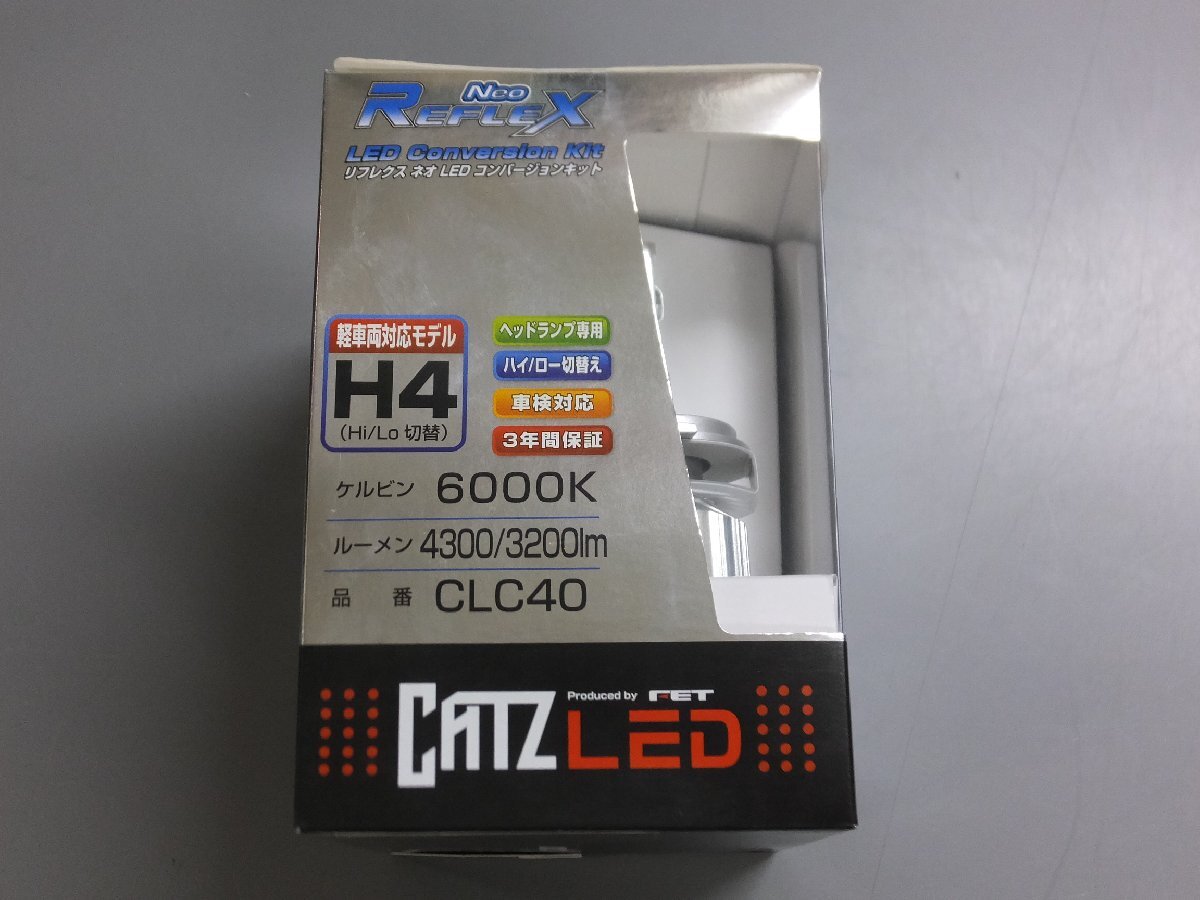 Neo
REFLEX
LED Conversion Kit
リフレクス ネオ LED コンバージョンキット
軽車両対応モデル
H4
(Hi/Lo 切替)
ヘッドランプ専用
ハイ/ロー切替え
車検対応
3年間保証
ケルビン 6000K
ルーメン 4300/3200lm
品 番 CLC40
Produced by FET
CATZ LED